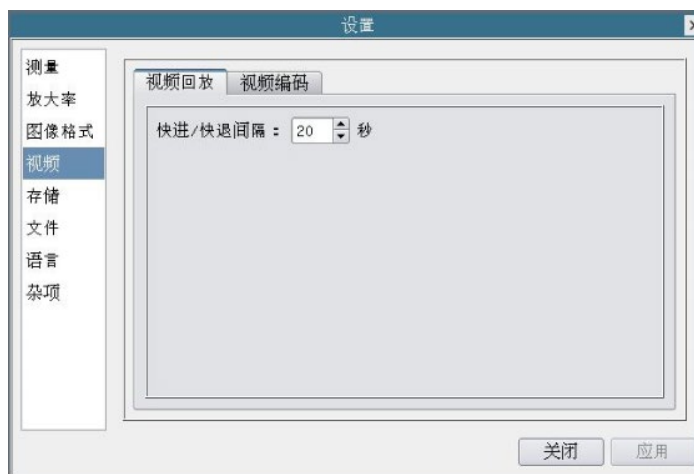 设置
测量
放大率
图像格式
视频
存储
文件
语言
杂项
视频回放 视频编码
快进/快退间隔： 20 秒
关闭 应用